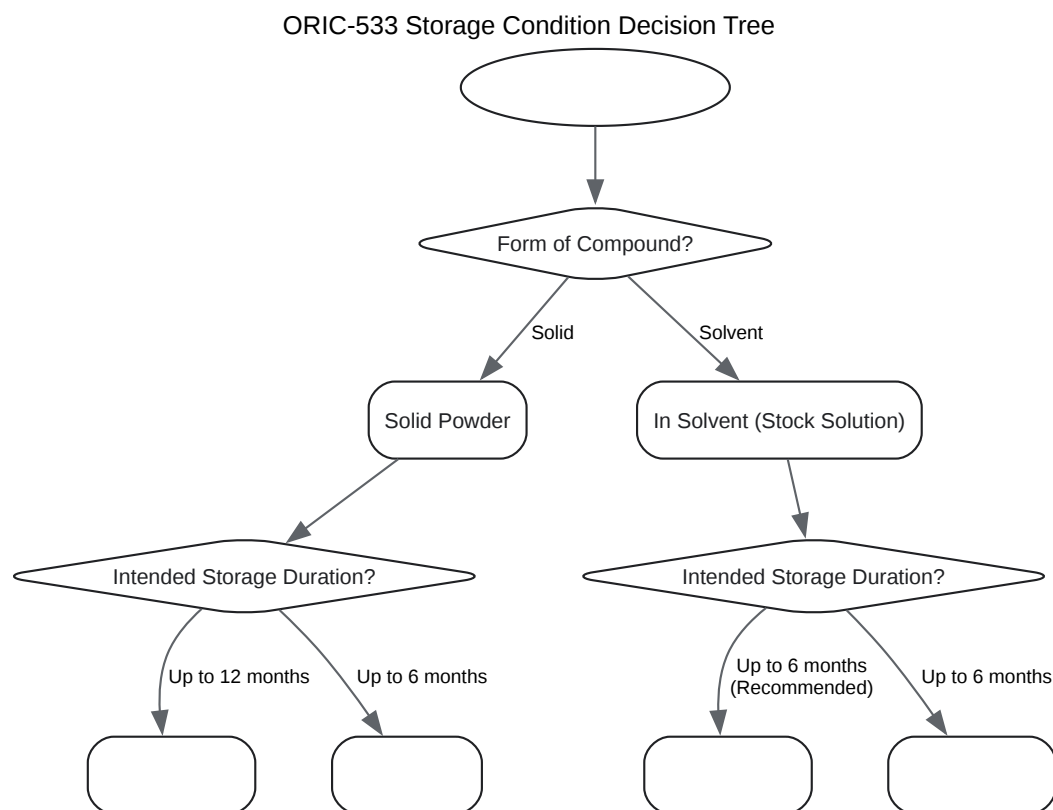 ORIC-533 Storage Condition Decision Tree
Form of Compound?
Solid
Solvent
Solid Powder
In Solvent (Stock Solution)
Intended Storage Duration?
Intended Storage Duration?
Up to 12 months
Up to 6 months
Up to 6 months
(Recommended)
Up to 6 months